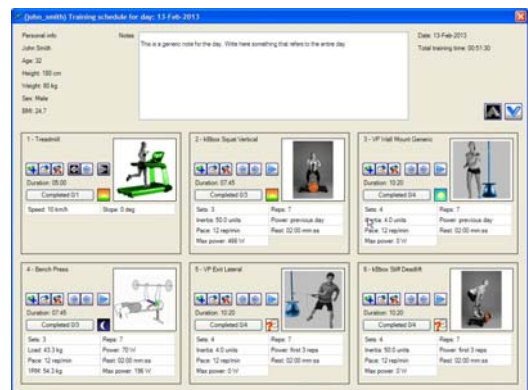 (john_smith) Training schedule for day: 13-Feb-2013
Personal info
John Smith
Age: 32
Height: 180 cm
Weight: 80 kg
Sex: Male
BMI: 24.7
Notes
This is a generic note for the day. Write here something that refers to the entire day.
Date: 13-Feb-2013
Total training time: 00:51:30
1 - Treadmill
Duration: 05:00
Completed 0/1
Speed: 10 km/h
Slope: 0 deg
2 - kBbox Squat Vertical
Duration: 07:45
Completed 0/3
Sets: 3
Reps: 7
Inertia: 50.0 units
Power: previous day
Pace: 12 rep/min
Rest: 02:00 mm:ss
Max power: 466 W
3 - VP Wall Mount Generic
Duration: 10:20
Completed 0/4
Sets: 4
Reps: 7
Inertia: 4.0 units
Power: previous day
Pace: 12 rep/min
Rest: 02:00 mm:ss
Max power: 0 W
4 - Bench Press
Duration: 07:45
Completed 0/3
Sets: 3
Reps: 7
Load: 43.3 kg
Power: 70 W
Pace: 12 rep/min
Rest: 02:00 mm:ss
1RM: 54.3 kg
Max power: 196 W
5 - VP Exit Lateral
Duration: 10:20
Completed 0/4
Sets: 4
Reps: 7
Inertia: 4.0 units
Power: first 3 reps
Pace: 12 rep/min
Rest: 02:00 mm:ss
Max power: 0 W
6 - kBbox Stiff Deadlift
Duration: 10:20
Completed 0/4
Sets: 4
Reps: 7
Inertia: 50.0 units
Power: first 3 reps
Pace: 12 rep/min
Rest: 02:00 mm:ss
Max power: 0 W